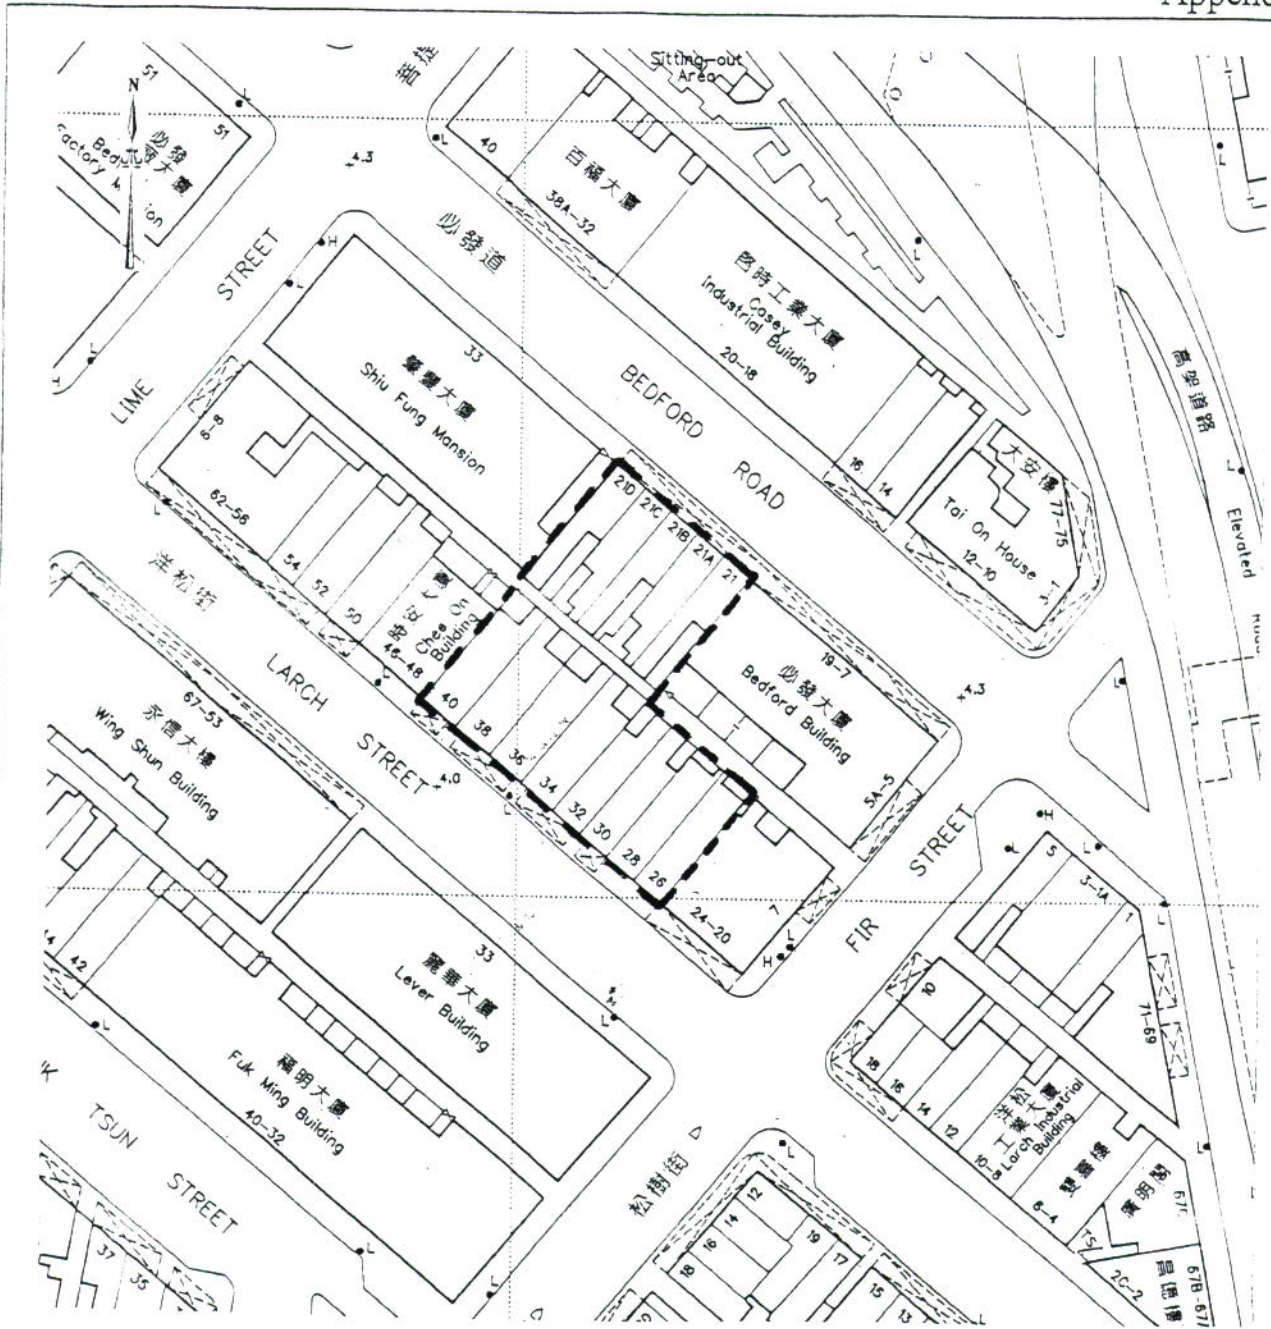 N
51
51
必發
大廈
4.3
必發道
40
百福大廈
38A-32
Sitting-out
Area
啓時工業大廈
Casey
Industrial Building
20-18
16
14
大安樓
Tai On House
77-75
12-10
3-1
高架道路
Elevated
LIME
STREET
33
肇豐大廈
Shiu Fung Mansion
BEDFORD
ROAD
6-8
62-56
54
52
50
時安
Chee On
Building
46-48
21D
21C
21B
21A
21
40
38
36
34
32
30
28
26
24-20
7
19-7
必發大廈
Bedford Building
5A-5
4.3
洋松街
LARCH
STREET
4.0
67-53
永信大樓
Wing Shun Building
33
麗華大廈
Lever Building
42
福明大廈
Fuk Ming Building
40-32
TSUN
STREET
37
35
FIR
STREET
松樹街
5
3-1A
1
71-69
10
18
16
14
12
10-8
洋松
工業大廈
Larch Industrial
Building
6-4
2C-2
67B-67
12
14
16
18
19
17
15
13